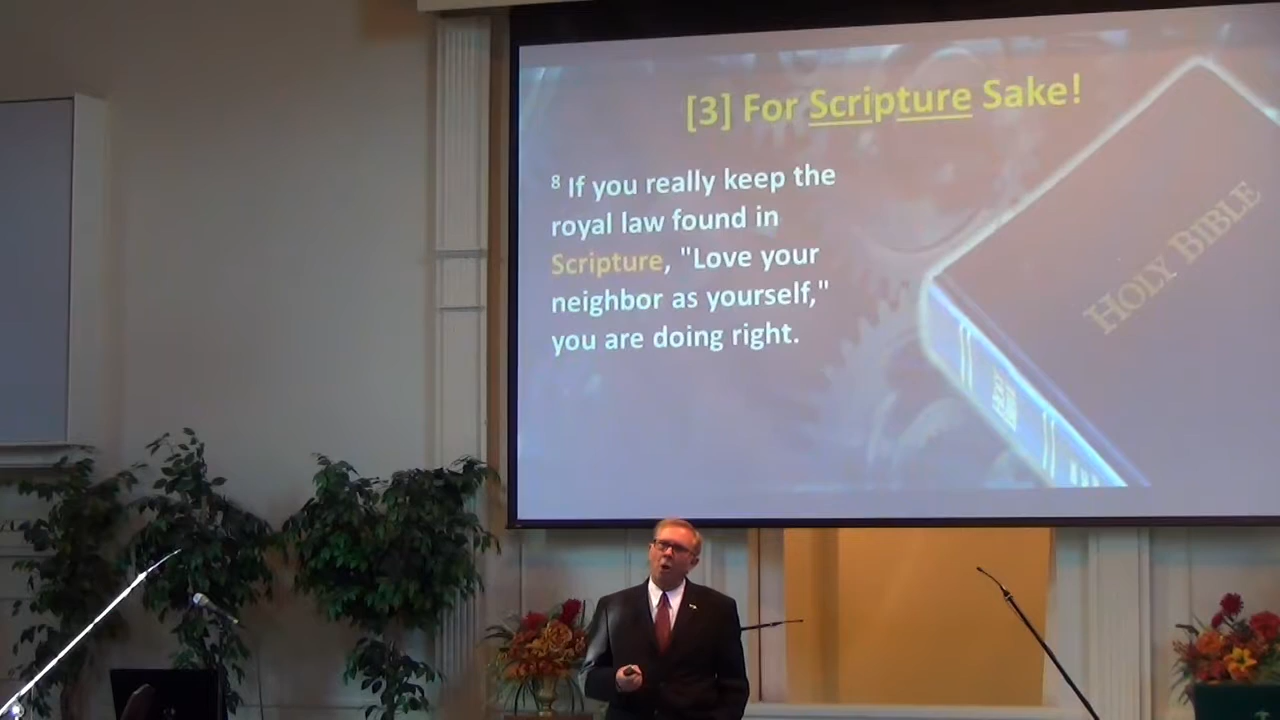 [3] For Scripture Sake!
8 If you really keep the
royal law found in
Scripture, "Love your
neighbor as yourself,"
you are doing right.
HOLY BIBLE